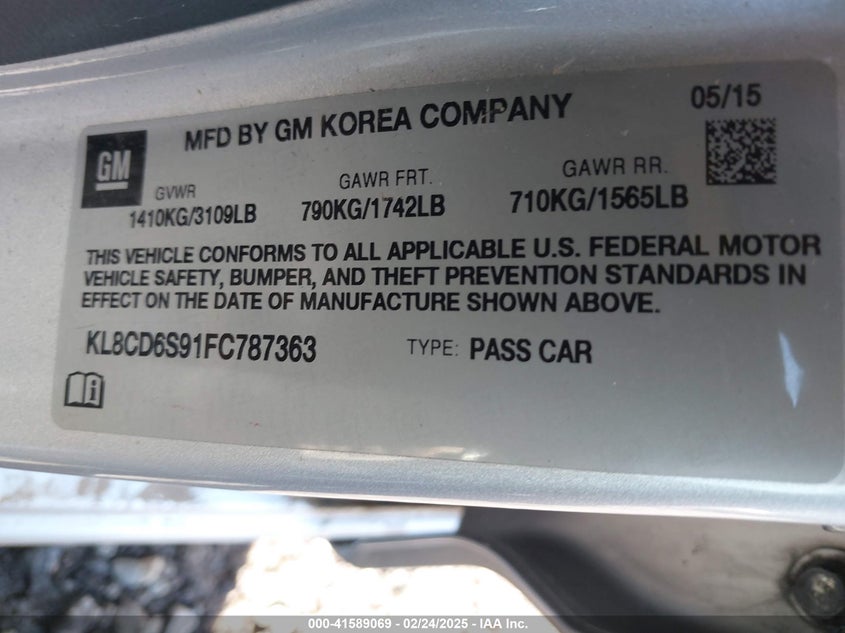 MFD BY GM KOREA COMPANY 05/15
GM
GVWR GAWR FRT. GAWR RR.
1410KG/3109LB 790KG/1742LB 710KG/1565LB
THIS VEHICLE CONFORMS TO ALL APPLICABLE U.S. FEDERAL MOTOR
VEHICLE SAFETY, BUMPER, AND THEFT PREVENTION STANDARDS IN
EFFECT ON THE DATE OF MANUFACTURE SHOWN ABOVE.
KL8CD6S91FC787363 TYPE: PASS CAR
000-41589069 - 02/24/2025 - IAA Inc.